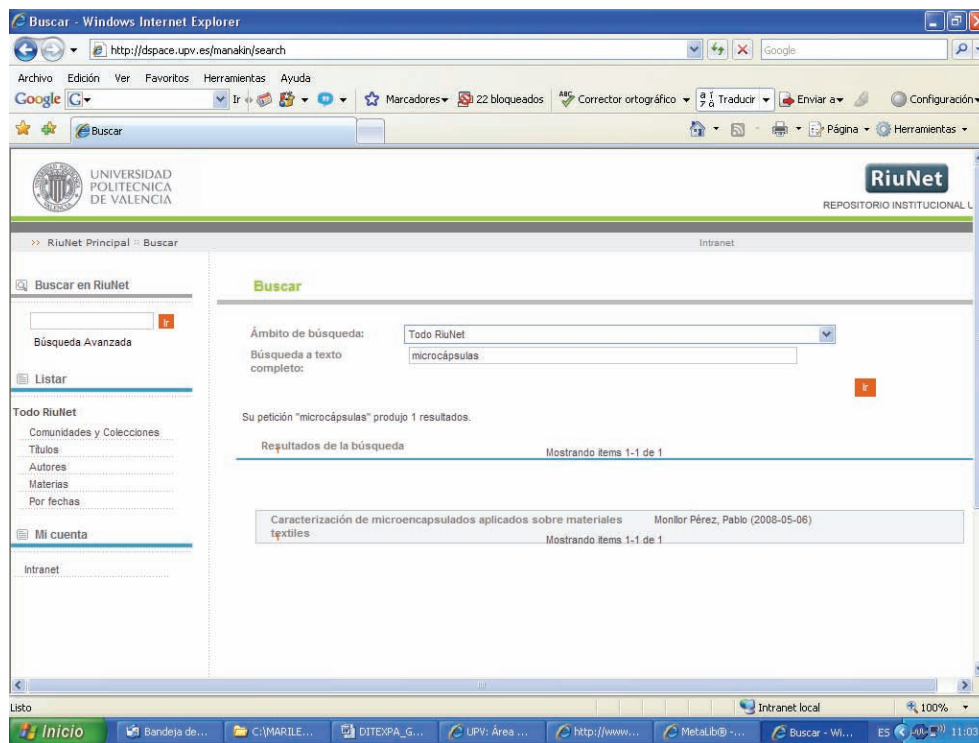 Buscar - Windows Internet Explorer
http://dspace.upv.es/manakin/search
Google
Archivo Edición Ver Favoritos Herramientas Ayuda
Google G Ir Marcadores 22 bloqueados ABC Corrector ortográfico Traducir Enviar a Configuración
Buscar Página Herramientas
UNIVERSIDAD
POLITECNICA
DE VALENCIA
RiuNet
REPOSITORIO INSTITUCIONAL U
>> RiuNet Principal :: Buscar Intranet
Buscar en RiuNet
Ir
Búsqueda Avanzada
Listar
Todo RiuNet
Comunidades y Colecciones
Títulos
Autores
Materias
Por fechas
Mi cuenta
Intranet
Buscar
Ámbito de búsqueda: Todo RiuNet
Búsqueda a texto microcápsulas
completo:
Ir
Su petición "microcápsulas" produjo 1 resultados.
Resultados de la búsqueda
Mostrando ítems 1-1 de 1
Caracterización de microencapsulados aplicados sobre materiales Monllor Pérez, Pablo (2008-05-06)
textiles
Mostrando ítems 1-1 de 1
Listo Intranet local 100%
Inicio Bandeja de... C:\MARILE... DITEXPA_G... UPV: Área ... http://www... MetaLib® -... Buscar - Wi... ES 11:03